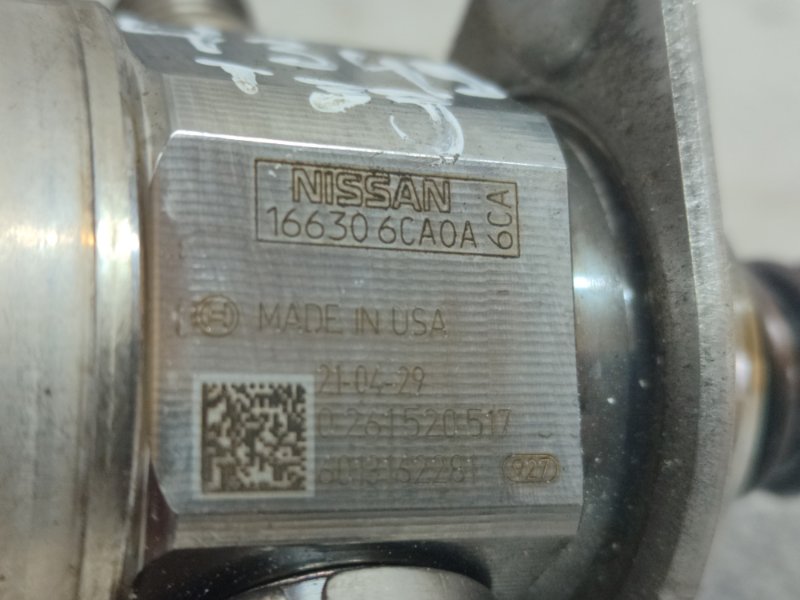 NISSAN
16630 6CA0A 6CA
MADE IN USA
21-04-29
0 261 520 517
6013162281 927